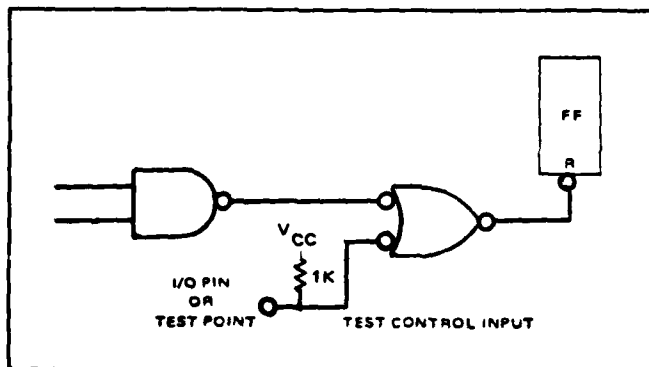 FF
R
VCC
1K
I/O PIN
OR
TEST POINT
TEST CONTROL INPUT